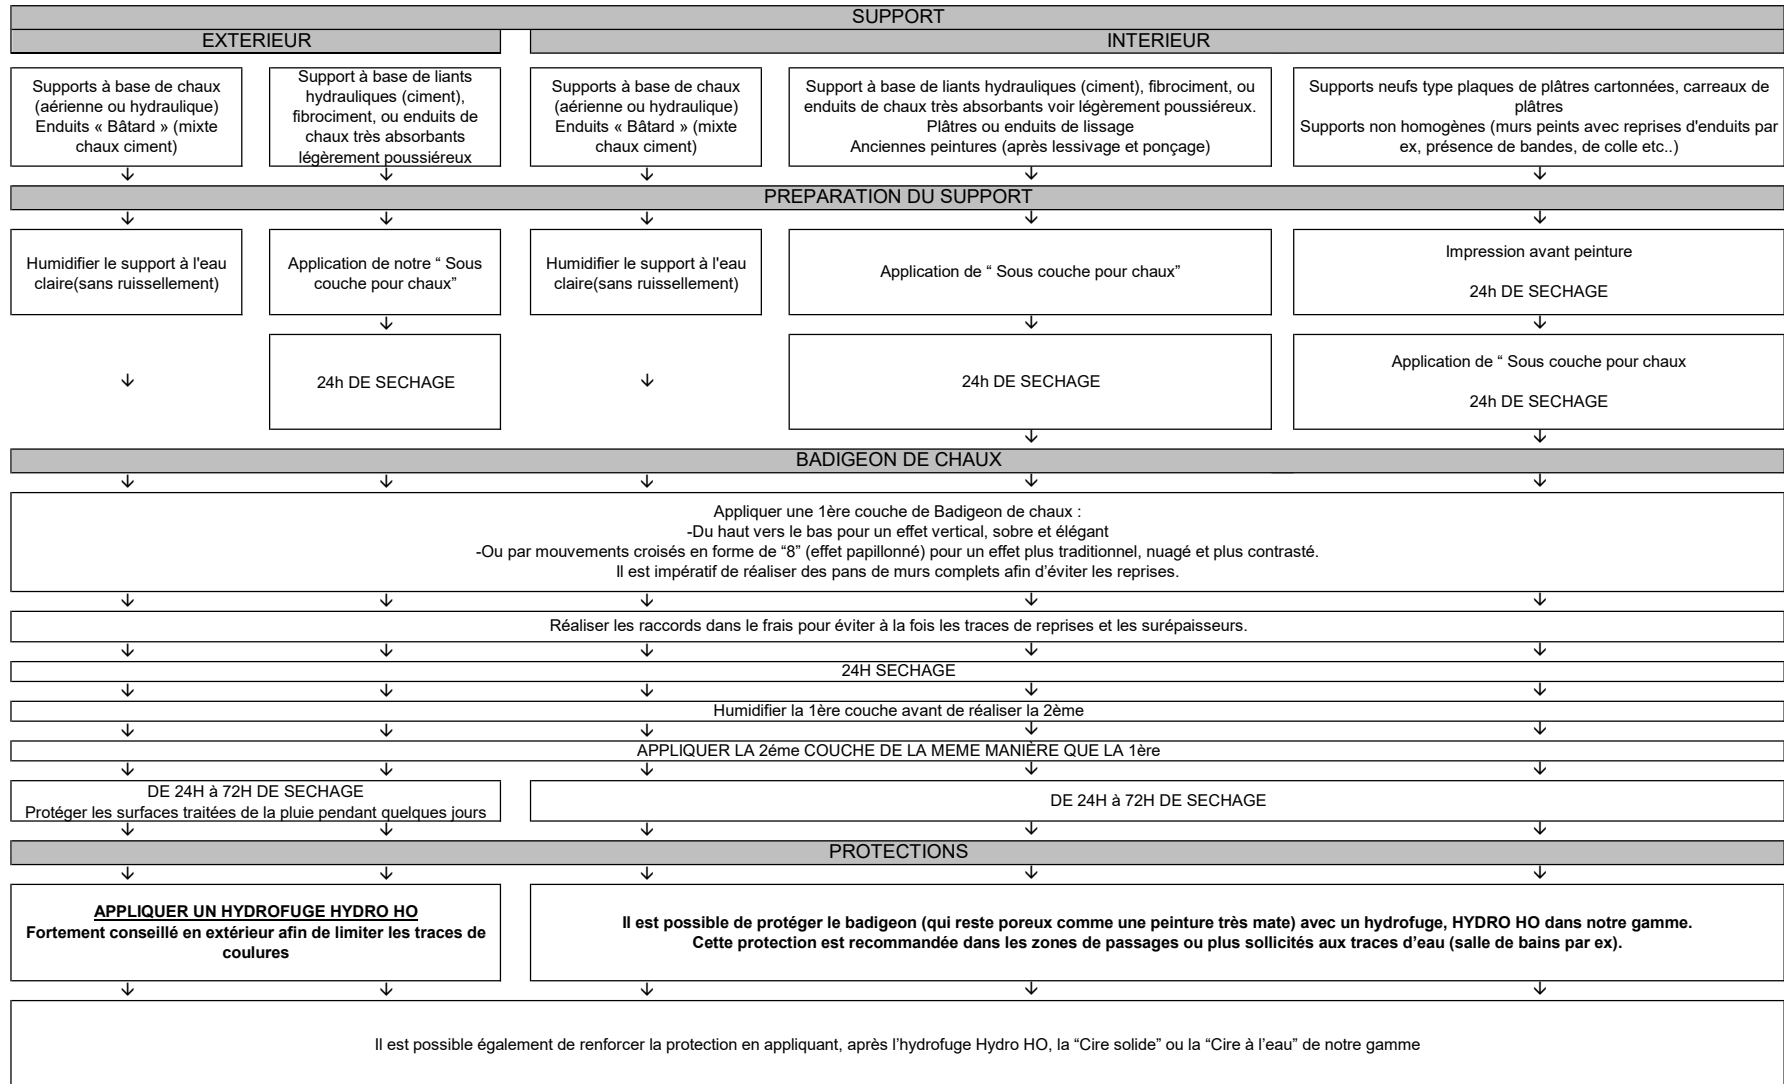 SUPPORT
EXTERIEUR
INTERIEUR
Supports à base de chaux
(aérienne ou hydraulique)
Enduits « Bâtard » (mixte
chaux ciment)
Support à base de liants
hydrauliques (ciment),
fibrociment, ou enduits de
chaux très absorbants
légèrement poussiéreux
Supports à base de chaux
(aérienne ou hydraulique)
Enduits « Bâtard » (mixte
chaux ciment)
Support à base de liants hydrauliques (ciment), fibrociment, ou
enduits de chaux très absorbants voir légèrement poussiéreux.
Plâtres ou enduits de lissage
Anciennes peintures (après lessivage et ponçage)
Supports neufs type plaques de plâtres cartonnées, carreaux de
plâtres
Supports non homogènes (murs peints avec reprises d'enduits par
ex, présence de bandes, de colle etc..)
PREPARATION DU SUPPORT
Humidifier le support à l'eau
claire(sans ruissellement)
Application de notre “ Sous
couche pour chaux”
Humidifier le support à l'eau
claire(sans ruissellement)
Application de “ Sous couche pour chaux”
Impression avant peinture
24h DE SECHAGE
24h DE SECHAGE
24h DE SECHAGE
Application de “ Sous couche pour chaux
24h DE SECHAGE
BADIGEON DE CHAUX
Appliquer une 1ère couche de Badigeon de chaux :
-Du haut vers le bas pour un effet vertical, sobre et élégant
-Ou par mouvements croisés en forme de “8” (effet papillonné) pour un effet plus traditionnel, nuagé et plus contrasté.
Il est impératif de réaliser des pans de murs complets afin d’éviter les reprises.
Réaliser les raccords dans le frais pour éviter à la fois les traces de reprises et les surépaisseurs.
24H SECHAGE
Humidifier la 1ère couche avant de réaliser la 2ème
APPLIQUER LA 2éme COUCHE DE LA MEME MANIÈRE QUE LA 1ère
DE 24H à 72H DE SECHAGE
Protéger les surfaces traitées de la pluie pendant quelques jours
DE 24H à 72H DE SECHAGE
PROTECTIONS
APPLIQUER UN HYDROFUGE HYDRO HO
Fortement conseillé en extérieur afin de limiter les traces de
coulures
Il est possible de protéger le badigeon (qui reste poreux comme une peinture très mate) avec un hydrofuge, HYDRO HO dans notre gamme.
Cette protection est recommandée dans les zones de passages ou plus sollicités aux traces d’eau (salle de bains par ex).
Il est possible également de renforcer la protection en appliquant, après l’hydrofuge Hydro HO, la “Cire solide” ou la “Cire à l’eau” de notre gamme